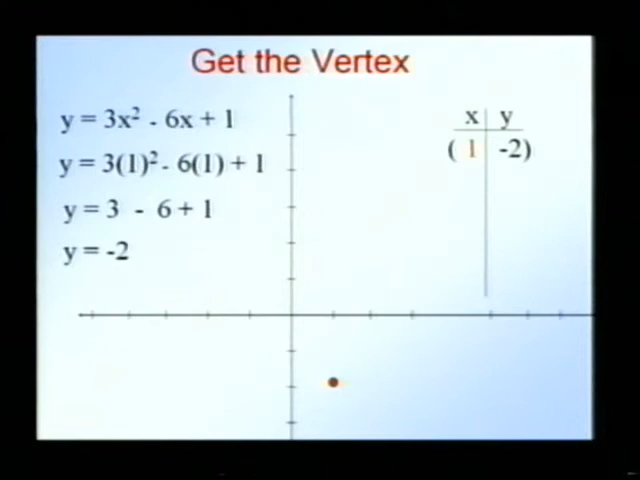 Get the Vertex
y = 3x² - 6x + 1
y = 3(1)² - 6(1) + 1
y = 3 - 6 + 1
y = -2
x y
( 1 -2)